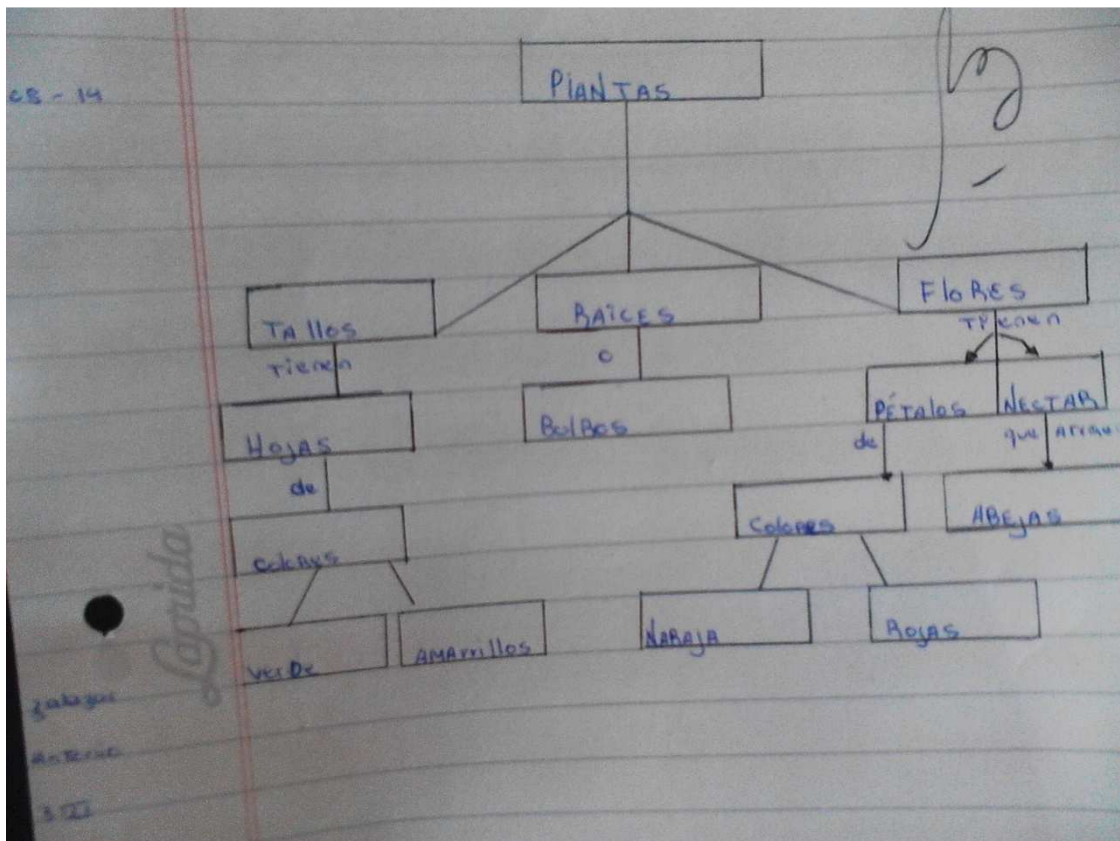 PlANTAS
TAllos
RAÍCES
FloRES
Tienen
o
Tienen
HojAS
BulBos
PÉTAlos
NECTAR
de
de
que
Colores
Colores
ABEjAS
VerDe
AMArrillos
NARAJA
RojAS
Laprida